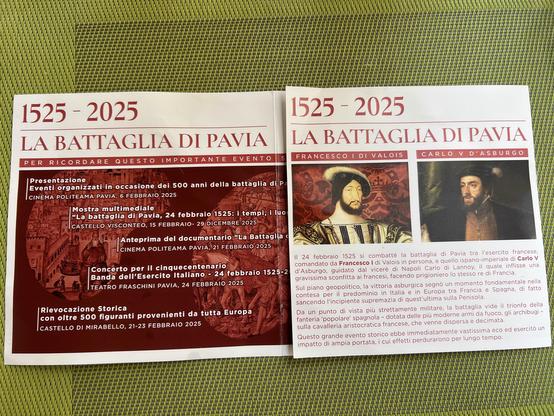 1525 - 2025
LA BATTAGLIA DI PAVIA
PER RICORDARE QUESTO IMPORTANTE EVENTO
Presentazione
Eventi organizzati in occasione dei 500 anni della battaglia di
CINEMA POLITEAMA PAVIA, 6 FEBBRAIO 2025
Mostra multimediale
"La battaglia di Pavia, 24 febbraio 1525: i tempi, i
CASTELLO VISCONTEO, 15 FEBBRAIO- 29 DICEMBRE 2025
Anteprima del documentario "La Battaglia
CINEMA POLITEAMA PAVIA, 21 FEBBRAIO 2025
Concerto per il cinquecentenario
Banda dell'Esercito Italiano - 24 febbraio 1525-
TEATRO FRASCHINI PAVIA, 24 FEBBRAIO 2025
Rievocazione Storica
con oltre 500 figuranti provenienti da tutta Europa
CASTELLO DI MIRABELLO, 21-23 FEBBRAIO 2025
1525 - 2025
LA BATTAGLIA DI PAVIA
FRANCESCO I DI VALOIS
CARLO V D'ASBURGO
Il 24 febbraio 1525 si combatté la battaglia di Pavia tra l'esercito francese,
comandato da Francesco I di Valois in persona, e quello ispano-imperiale di Carlo V
d'Asburgo, guidato dal viceré di Napoli Carlo di Lannoy, il quale inflisse una
gravissima sconfitta ai francesi, facendo prigioniero lo stesso re di Francia.
Sul piano geopolitico, la vittoria asburgica segnò un momento fondamentale nella
contesa per il predominio in Italia e in Europa tra Francia e Spagna, di fatto
sancendo l'incipiente supremazia di quest'ultima sulla Penisola.
Da un punto di vista più strettamente militare, la battaglia vide il trionfo della
fanteria 'popolare' spagnola - dotata delle più moderne armi da fuoco, gli archibugi -
sulla cavalleria aristocratica francese, che venne dispersa e decimata.
Questo grande evento storico ebbe immediatamente vastissima eco ed esercitò un
impatto di ampia portata, i cui effetti perdurarono per lungo tempo.